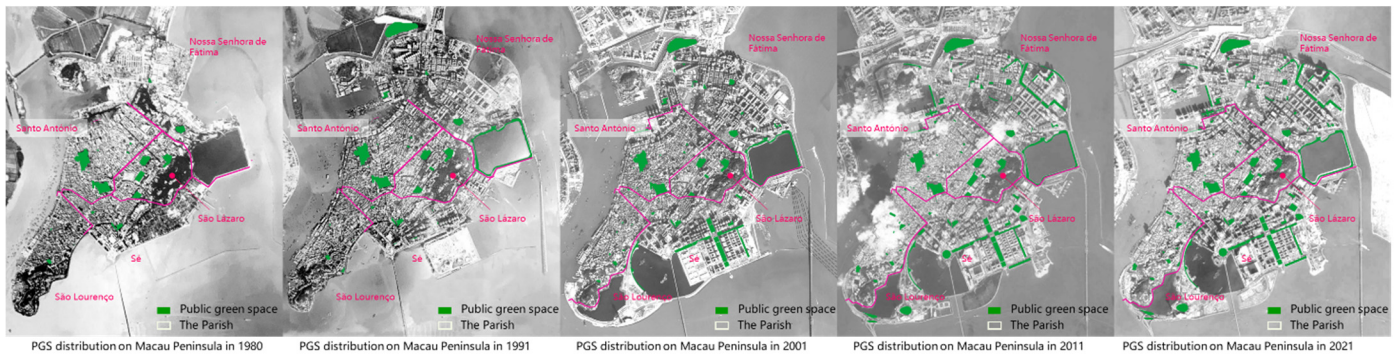 Nossa Senhora de
Fátima
Santo António
São Lázaro
Sé
São Lourenço
Public green space
The Parish
PGS distribution on Macau Peninsula in 1980
Nossa Senhora de
Fátima
Santo António
São Lázaro
Sé
São Lourenço
Public green space
The Parish
PGS distribution on Macau Peninsula in 1991
Nossa Senhora de
Fátima
Santo António
São Lázaro
Sé
São Lourenço
Public green space
The Parish
PGS distribution on Macau Peninsula in 2001
Nossa Senhora de
Fátima
Santo António
São Lázaro
Sé
São Lourenço
Public green space
The Parish
PGS distribution on Macau Peninsula in 2011
Nossa Senhora de
Fátima
Santo António
São Lázaro
Sé
São Lourenço
Public green space
The Parish
PGS distribution on Macau Peninsula in 2021